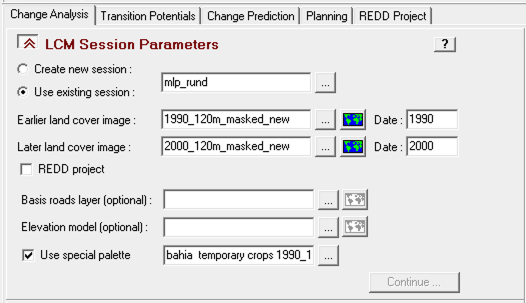 Change Analysis Transition Potentials Change Prediction Planning REDD Project
LCM Session Parameters ?
Create new session :
Use existing session : mlp_rund ...
Earlier land cover image : 1990_120m_masked_new ... Date : 1990
Later land cover image : 2000_120m_masked_new ... Date : 2000
REDD project
Basis roads layer (optional) : ...
Elevation model (optional) : ...
Use special palette bahia temporary crops 1990_1 ...
Continue ...